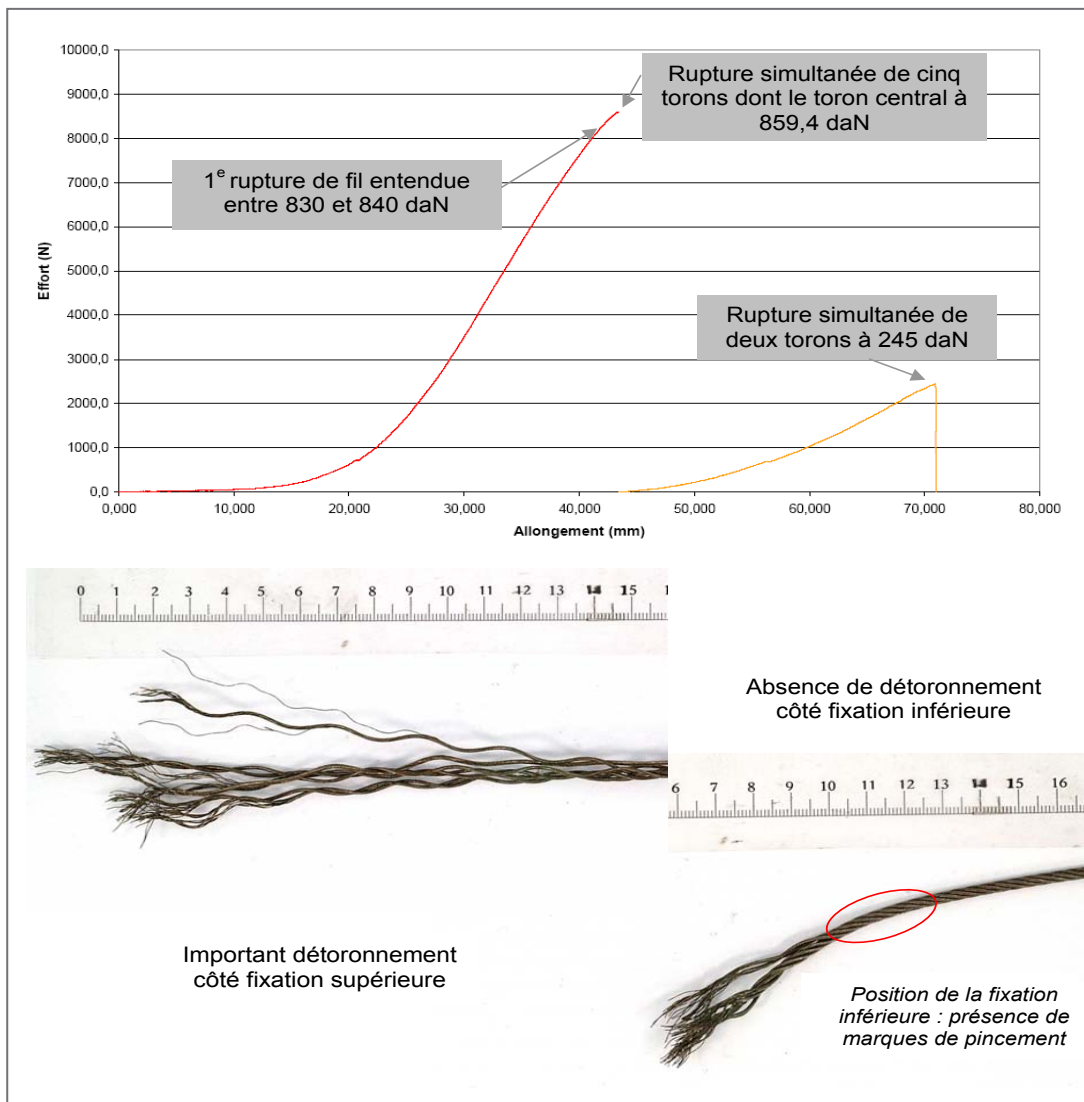 10000,0
9000,0
8000,0
7000,0
6000,0
5000,0
4000,0
3000,0
2000,0
1000,0
0,0
Effort (N)
Rupture simultanée de cinq
torons dont le toron central à
859,4 daN
1e rupture de fil entendue
entre 830 et 840 daN
Rupture simultanée de
deux torons à 245 daN
0,000 10,000 20,000 30,000 40,000 50,000 60,000 70,000 80,000
Allongement (mm)
0 1 2 3 4 5 6 7 8 9 10 11 12 13 14 15 1
Absence de détoronnement
côté fixation inférieure
6 7 8 9 10 11 12 13 14 15 16
Important détoronnement
côté fixation supérieure
Position de la fixation
inférieure : présence de
marques de pincement